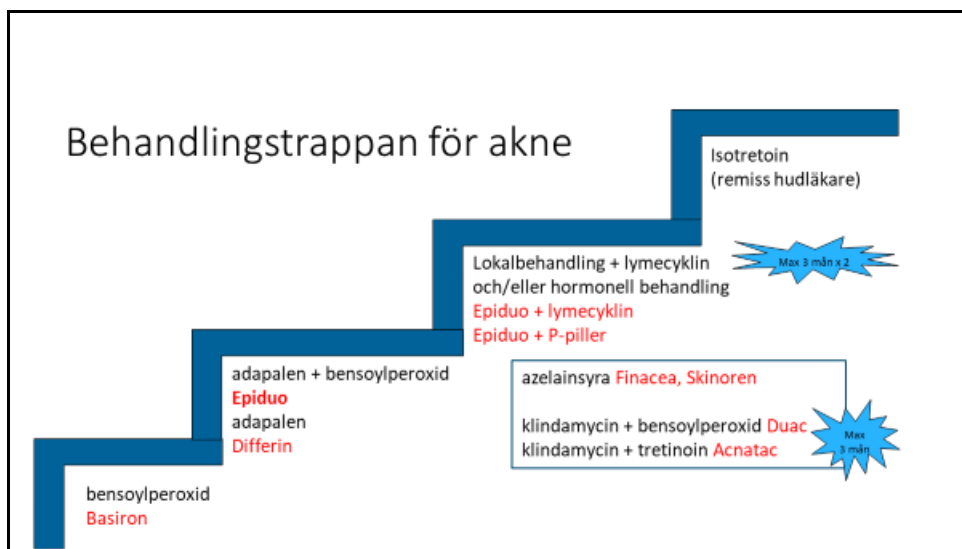 Behandlingstrappan för akne
Isotretoin
(remiss hudläkare)
Max 3 mån x 2
Lokalbehandling + lymecyklin
och/eller hormonell behandling
Epiduo + lymecyklin
Epiduo + P-piller
adapalen + bensoylperoxid
Epiduo
adapalen
Differin
azelainsyra Finacea, Skinoren
klindamycin + bensoylperoxid Duac
klindamycin + tretinoin Acnatac
Max
3 mån
bensoylperoxid
Basiron